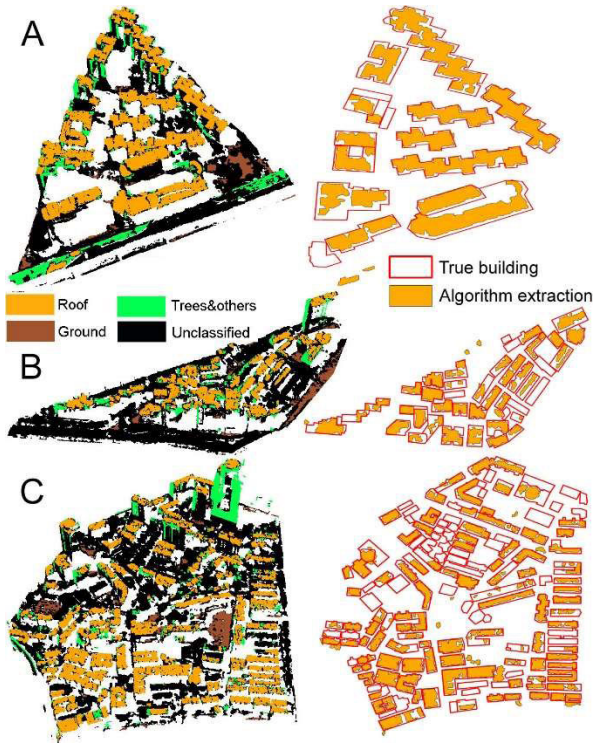 A
True building
Algorithm extraction
Roof
Trees&others
Ground
Unclassified
B
C